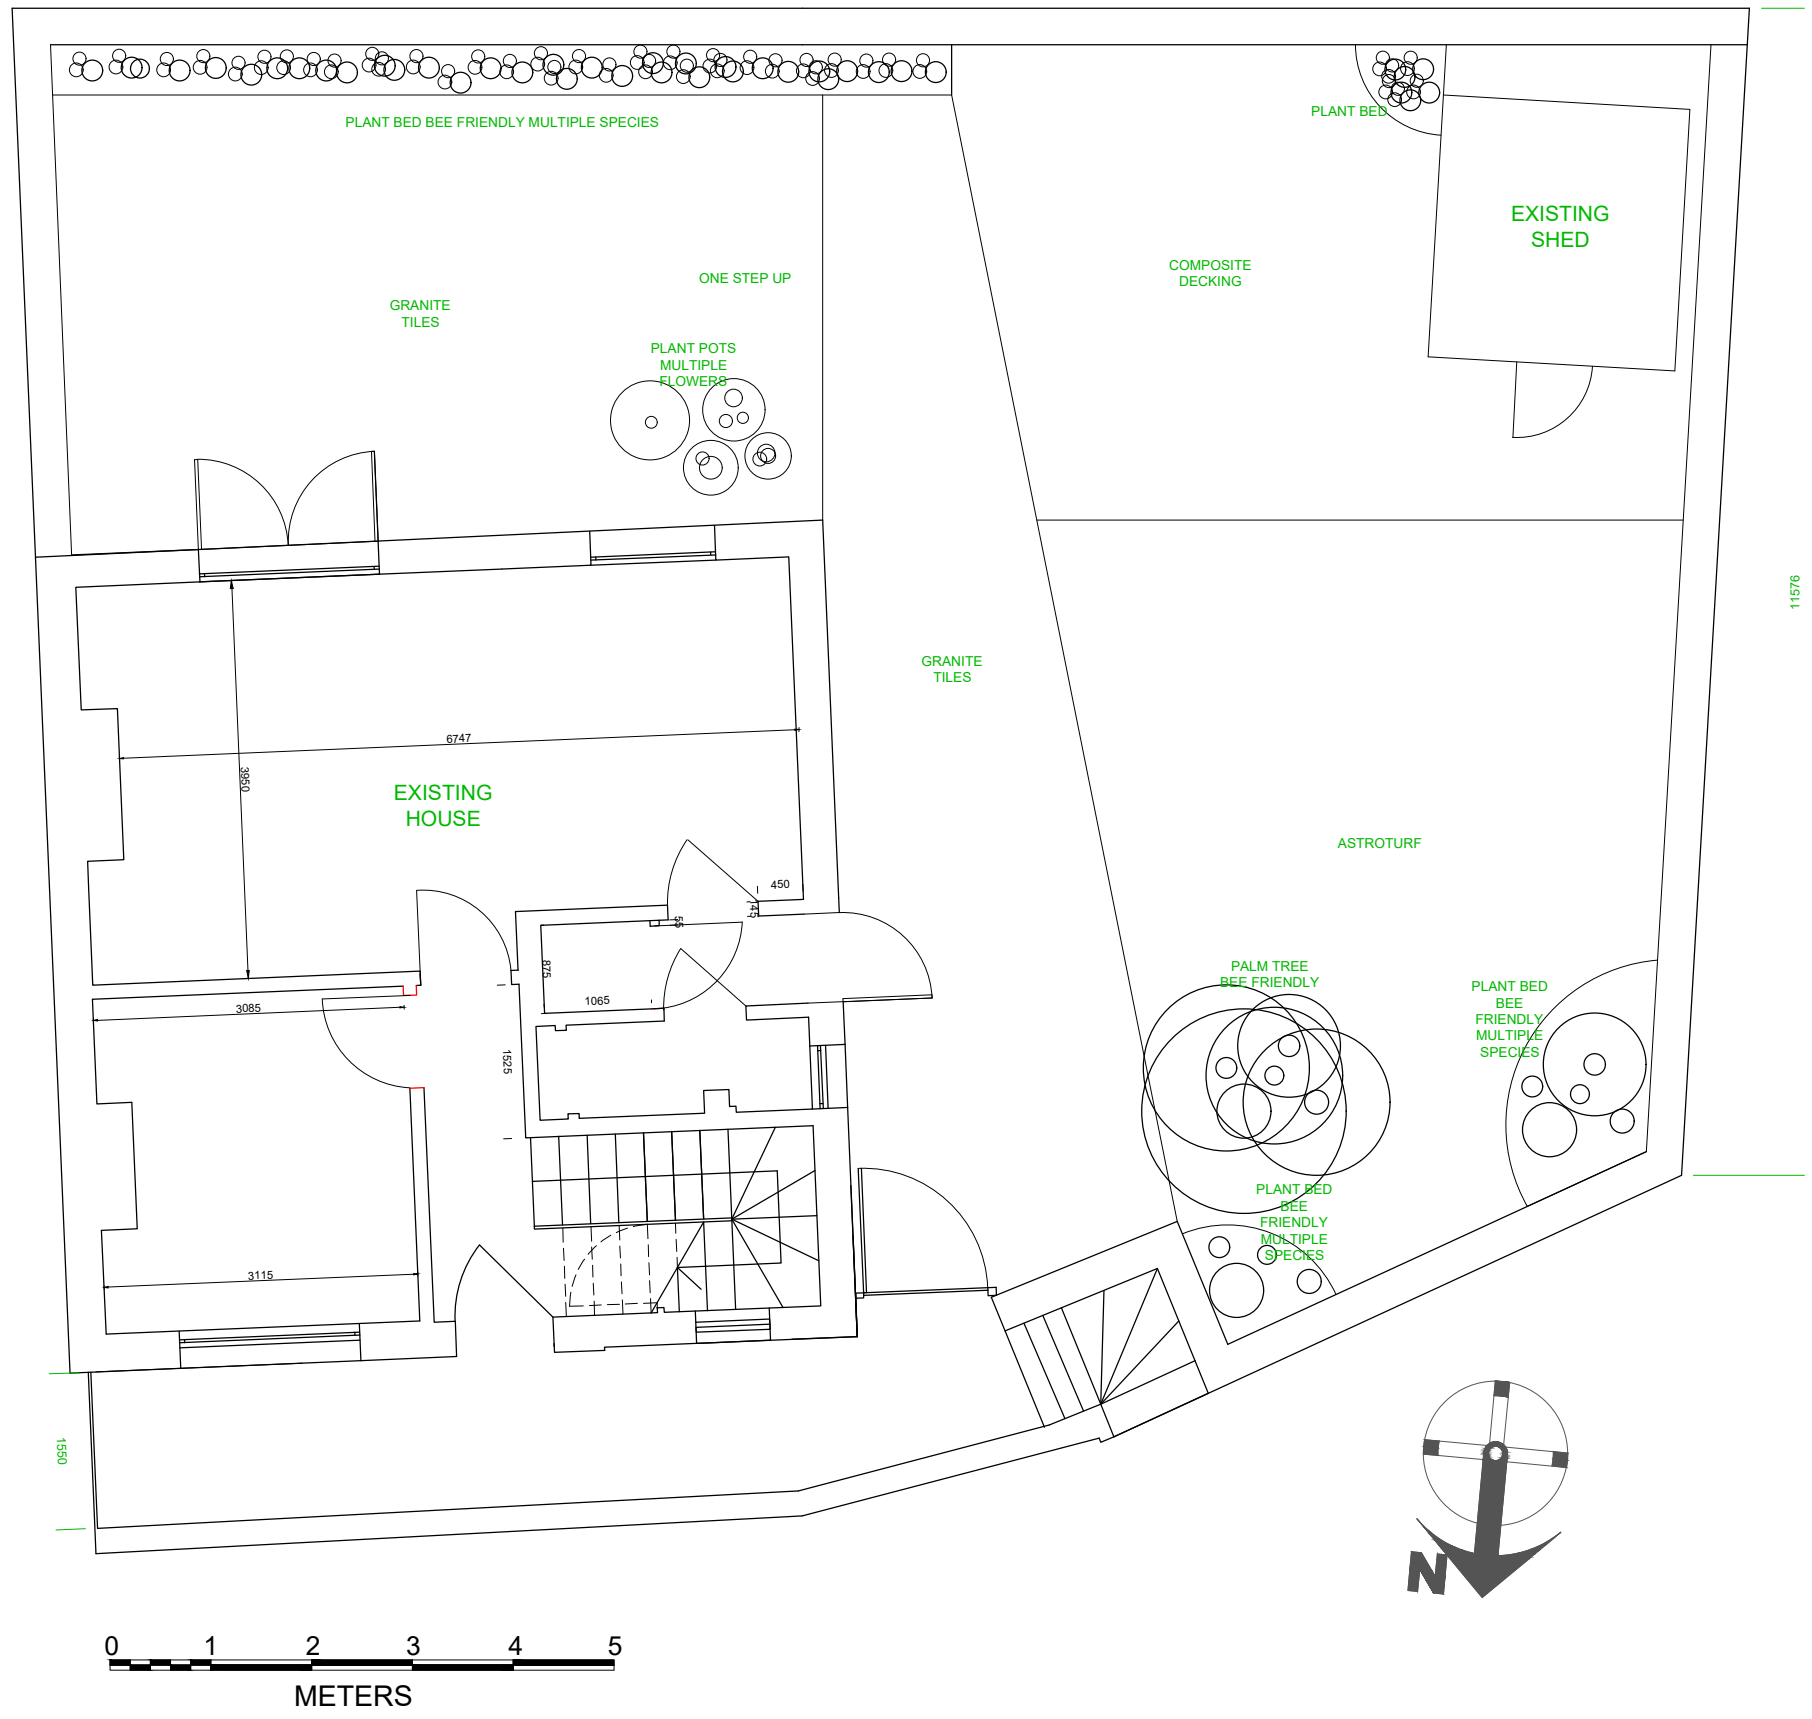 PLANT BED BEE FRIENDLY MULTIPLE SPECIES
PLANT BED
EXISTING
SHED
COMPOSITE
DECKING
ONE STEP UP
GRANITE
TILES
PLANT POTS
MULTIPLE
FLOWERS
11576
GRANITE
TILES
6747
3950
EXISTING
HOUSE
ASTROTURF
450
145
55
875
1065
3085
1525
PALM TREE
BEE FRIENDLY
PLANT BED
BEE
FRIENDLY
MULTIPLE
SPECIES
PLANT BED
BEE
FRIENDLY
MULTIPLE
SPECIES
3115
1550
N
0 1 2 3 4 5
METERS